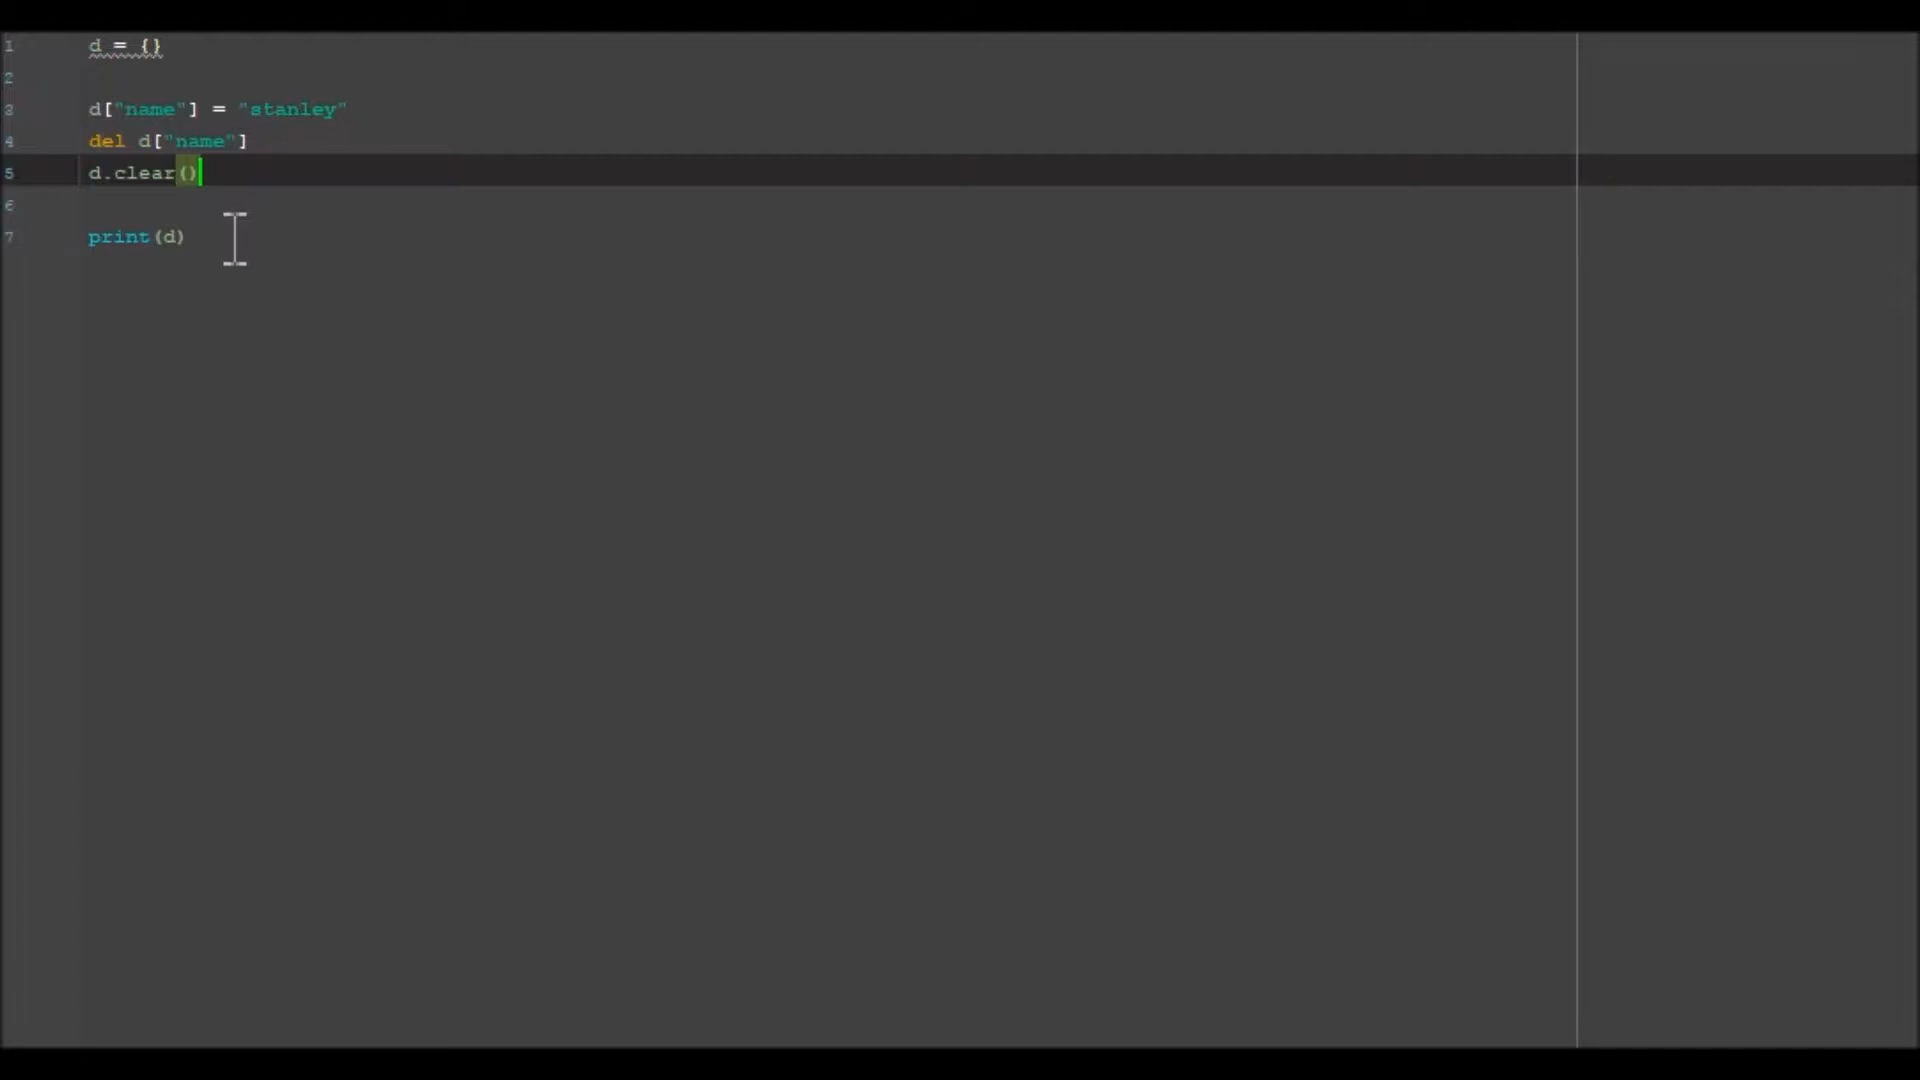 1 d = {}
2
3 d["name"] = "stanley"
4 del d["name"]
5 d.clear()
6
7 print(d)